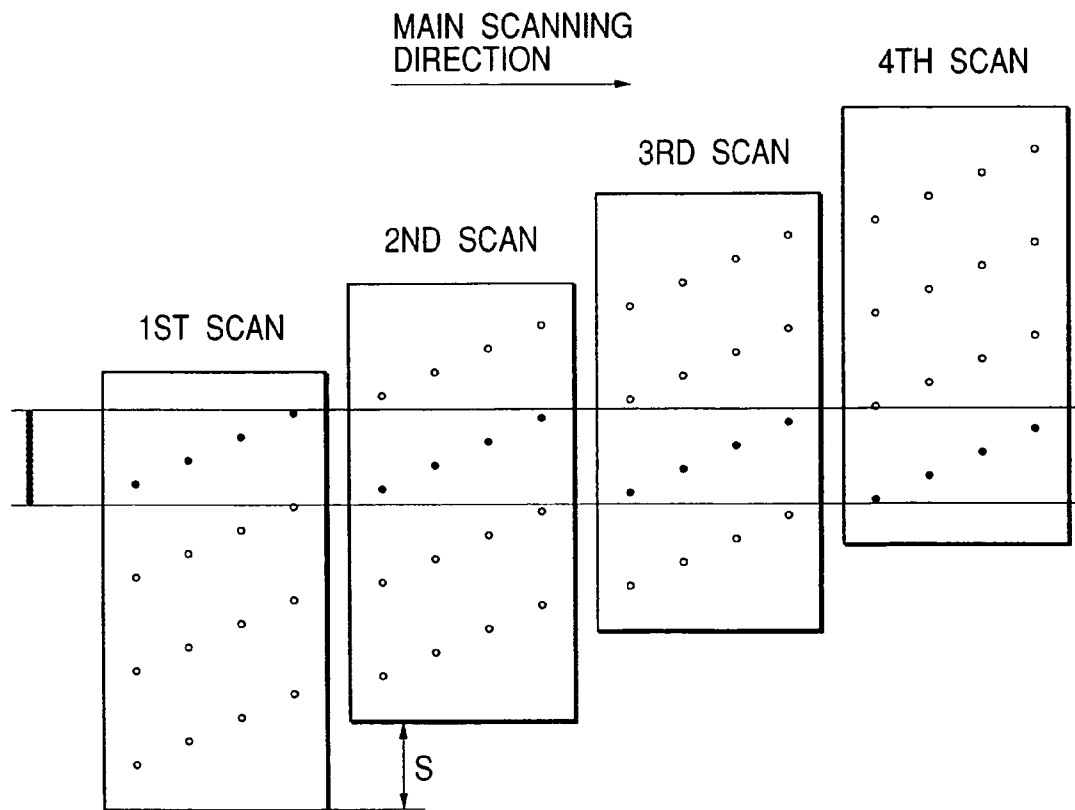 MAIN SCANNING
DIRECTION
4TH SCAN
3RD SCAN
2ND SCAN
1ST SCAN
S